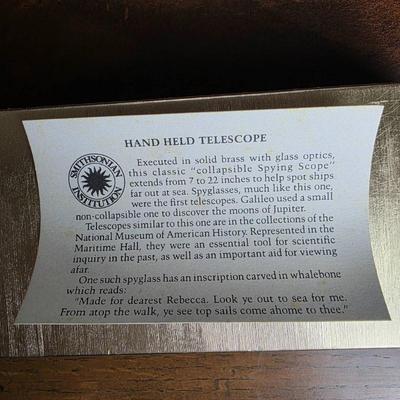 HAND HELD TELESCOPE
SMITHSONIAN INSTITUTION
Executed in solid brass with glass optics,
this classic "collapsible Spying Scope"
extends from 7 to 22 inches to help spot ships
far out at sea. Spyglasses, much like this one,
were the first telescopes. Galileo used a small
non-collapsible one to discover the moons of Jupiter.
Telescopes similar to this one are in the collections of the
National Museum of American History. Represented in the
Maritime Hall, they were an essential tool for scientific
inquiry in the past, as well as an important aid for viewing
afar.
One such spyglass has an inscription carved in whalebone
which reads:
"Made for dearest Rebecca. Look ye out to sea for me.
From atop the walk, ye see top sails come ahome to thee."